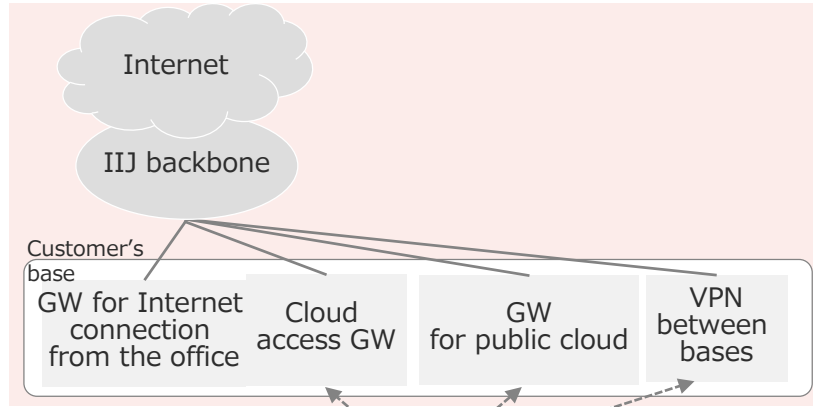 Internet
IIJ backbone
Customer's
base
GW for Internet
connection
from the office
Cloud
access GW
GW
for public cloud
VPN
between
bases